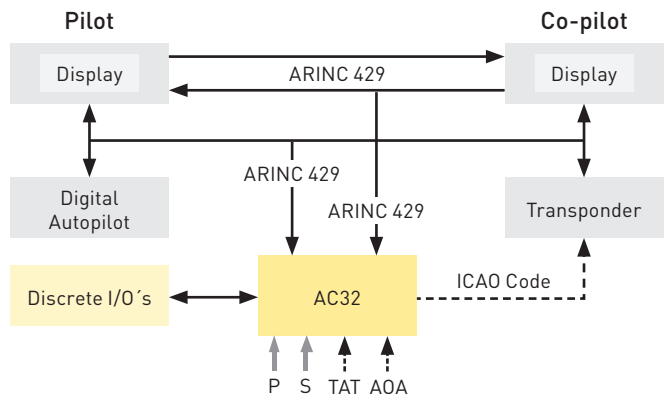 Pilot
Co-pilot
Display
ARINC 429
Display
ARINC 429
Digital
Autopilot
ARINC 429
Transponder
Discrete I/O´s
AC32
ICAO Code
P
S
TAT
AOA